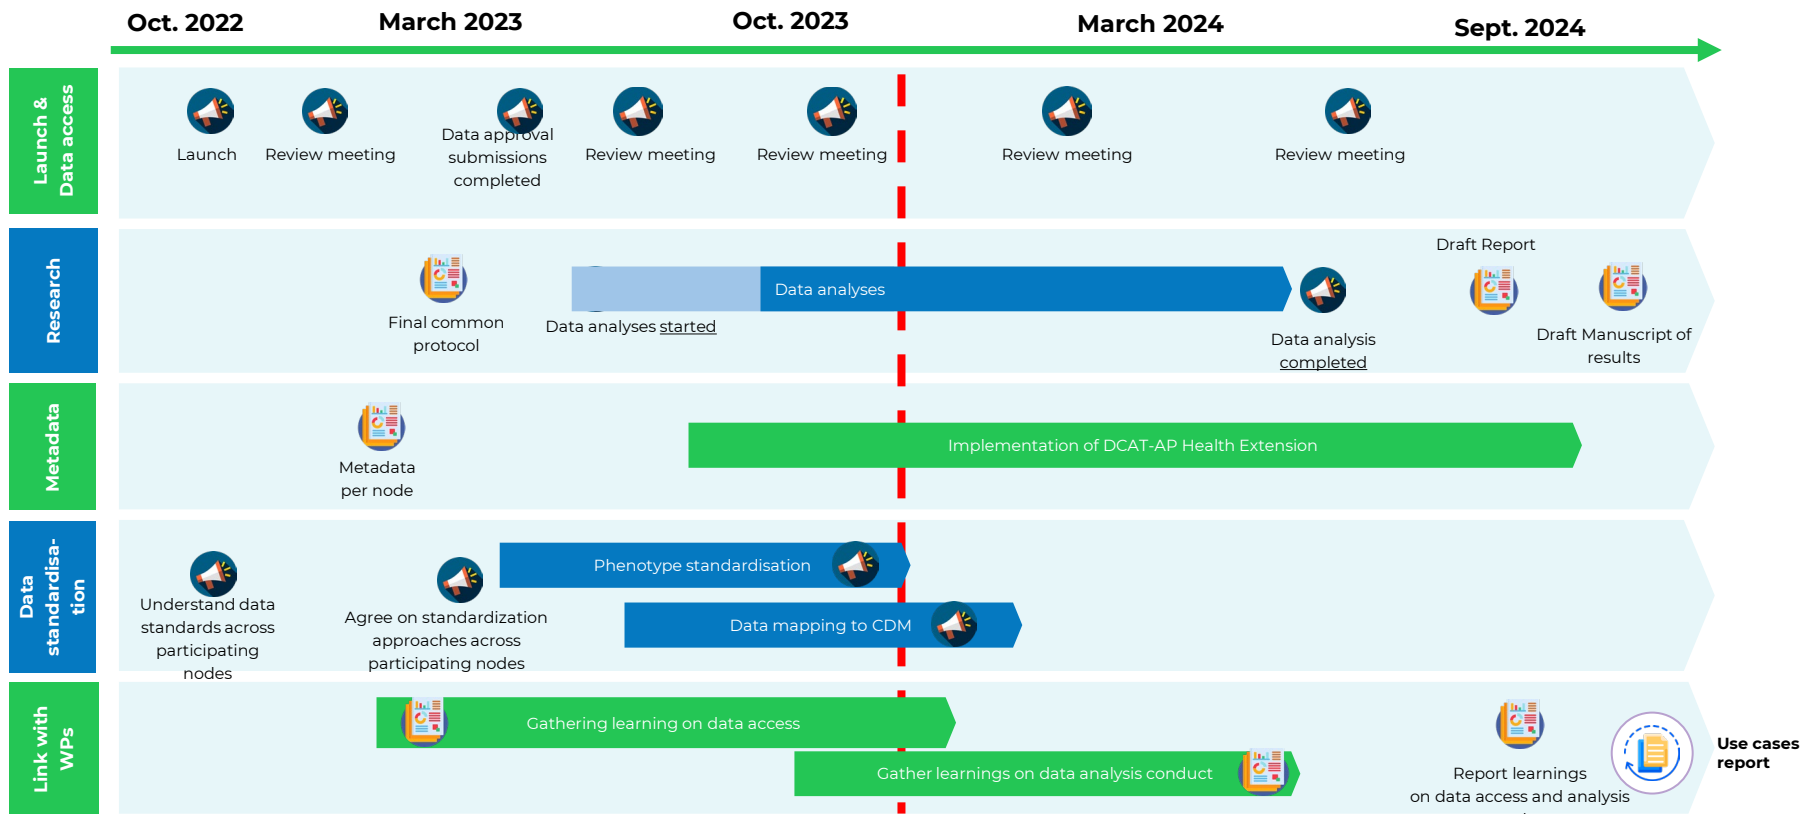 Oct. 2022
March 2023
Oct. 2023
March 2024
Sept. 2024
Launch &
Data access
Launch
Review meeting
Data approval
submissions
completed
Review meeting
Review meeting
Review meeting
Review meeting
Research
Final common
protocol
Data analyses
Data analyses started
Data analysis
completed
Draft Report
Draft Manuscript of
results
Metadata
Metadata
per node
Implementation of DCAT-AP Health Extension
Data
standardisa-
tion
Understand data
standards across
participating
nodes
Agree on standardization
approaches across
participating nodes
Phenotype standardisation
Data mapping to CDM
Link with
WPs
Gathering learning on data access
Gather learnings on data analysis conduct
Report learnings
on data access and analysis
Use cases
report